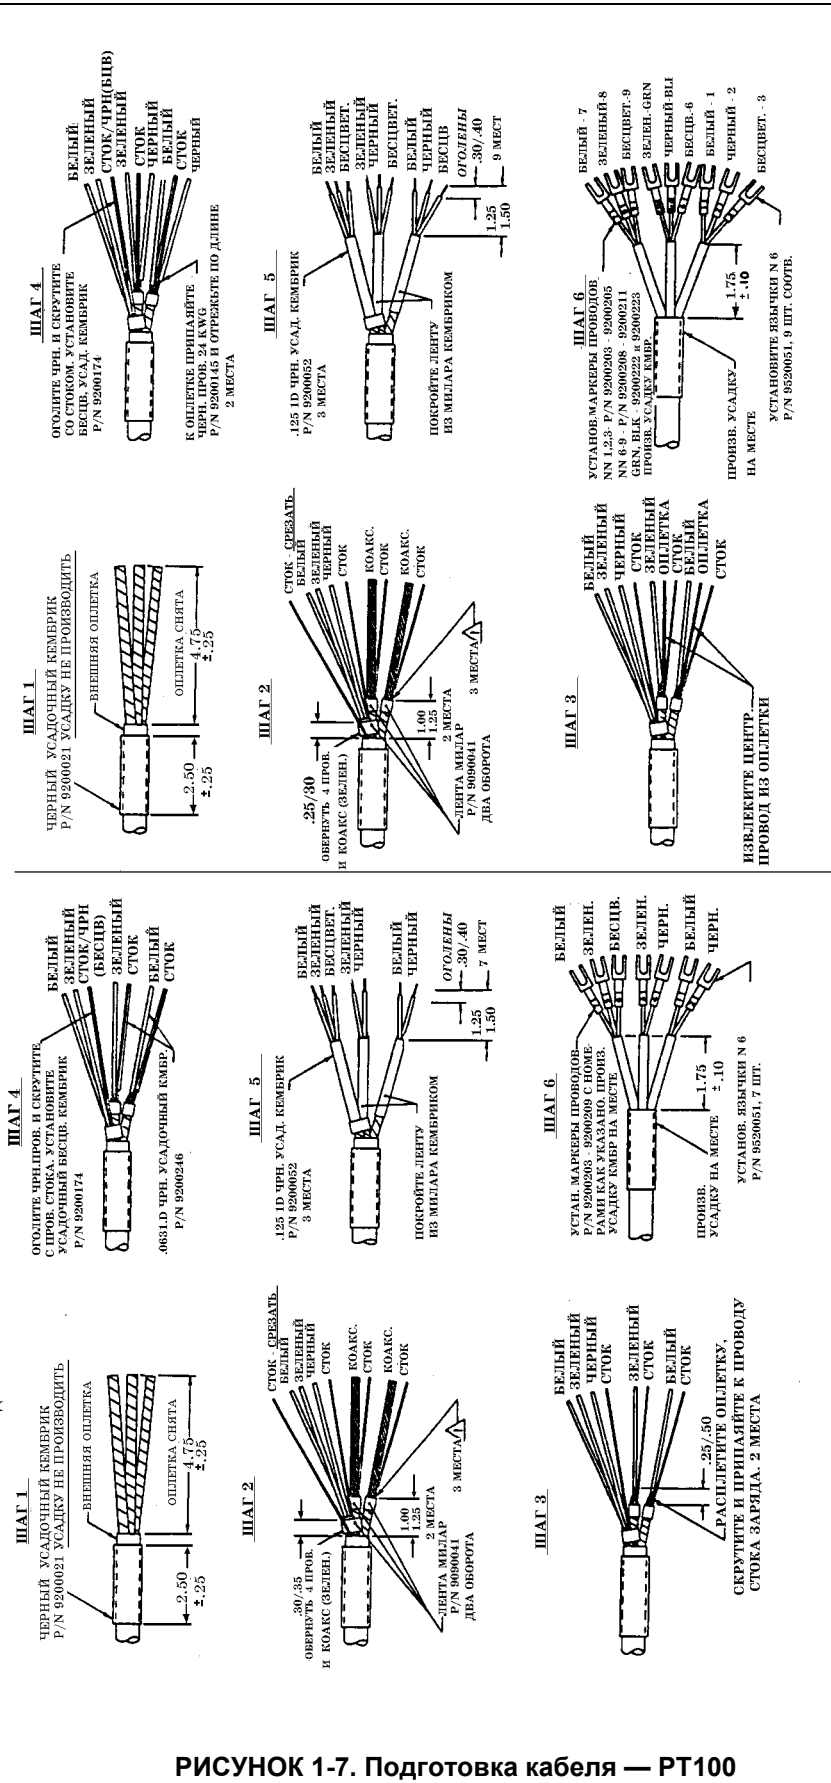 ШАГ 1
ЧЕРНЫЙ УСАДОЧНЫЙ КЕМБРИК
P/N 9200021 УСАДКУ НЕ ПРОИЗВОДИТЬ
ВНЕШНЯЯ ОПЛЕТКА
ОПЛЕТКА СНЯТА
4.75
±.25
2.50
±.25
ШАГ 2
СТОК - СРЕЗАТЬ
БЕЛЫЙ
ЗЕЛЕНЫЙ
ЧЕРНЫЙ
СТОК
КОАКС.
СТОК
КОАКС.
СТОК
.30/.35
ОБЕРНУТЬ 4 ПРОВ.
И КОАКС (ЗЕЛЕН.)
1.00
1.25
2 МЕСТА
3 МЕСТА
1
ЛЕНТА МИЛАР
P/N 9090041
ДВА ОБОРОТА
ШАГ 3
БЕЛЫЙ
ЗЕЛЕНЫЙ
ЧЕРНЫЙ
СТОК
ЗЕЛЕНЫЙ
СТОК
БЕЛЫЙ
СТОК
.25/.50
РАСПЛЕТИТЕ ОПЛЕТКУ,
СКРУТИТЕ И ПРИПАЯЙТЕ К ПРОВОДУ
СТОКА ЗАРЯДА. 2 МЕСТА
ШАГ 4
ОГОЛИТЕ ЧРН.ПРОВ. И СКРУТИТЕ
С ПРОВ. СТОКА. УСТАНОВИТЕ
УСАДОЧНЫЙ БЕСЦВ. КЕМБРИК
P/N 9200174
БЕЛЫЙ
ЗЕЛЕНЫЙ
СТОК/ЧРН
(БЕСЦВ)
ЗЕЛЕНЫЙ
СТОК
БЕЛЫЙ
СТОК
.063I.D ЧРН. УСАДОЧНЫЙ КМБР.
P/N 9200246
ШАГ 5
.125 1D ЧРН. УСАД. КЕМБРИК
P/N 9200052
3 МЕСТА
БЕЛЫЙ
ЗЕЛЕНЫЙ
БЕСЦВЕТ.
ЗЕЛЕНЫЙ
ЧЕРНЫЙ
БЕЛЫЙ
ЧЕРНЫЙ
ОГОЛЕНЫ
.30/.40
7 МЕСТ
1.25
1.50
ПОКРОЙТЕ ЛЕНТУ
ИЗ МИЛАРА КЕМБРИКОМ
ШАГ 6
УСТАН. МАРКЕРЫ ПРОВОДОВ
P/N 9200203 - 9200209 С НОМЕ-
РАМИ КАК УКАЗАНО. ПРОИЗ.
УСАДКУ КМБР НА МЕСТЕ
БЕЛЫЙ
ЗЕЛЕН.
БЕСЦВ.
ЗЕЛЕН.
ЧЕРН.
БЕЛЫЙ
ЧЕРН.
1.75
±.10
ПРОИЗВ.
УСАДКУ НА МЕСТЕ
УСТАНОВ. ЯЗЫЧКИ N 6
P/N 9520051, 7 ШТ.
ШАГ 1
ЧЕРНЫЙ УСАДОЧНЫЙ КЕМБРИК
P/N 9200021 УСАДКУ НЕ ПРОИЗВОДИТЬ
ВНЕШНЯЯ ОПЛЕТКА
ОПЛЕТКА СНЯТА
4.75
±.25
2.50
±.25
ШАГ 2
СТОК - СРЕЗАТЬ
БЕЛЫЙ
ЗЕЛЕНЫЙ
ЧЕРНЫЙ
СТОК
КОАКС.
СТОК
КОАКС.
СТОК
.25/30
ОБЕРНУТЬ 4 ПРОВ.
И КОАКС (ЗЕЛЕН.)
1.00
1.25
2 МЕСТА
3 МЕСТА
1
ЛЕНТА МИЛАР
P/N 9090041
ДВА ОБОРОТА
ШАГ 3
БЕЛЫЙ
ЗЕЛЕНЫЙ
ЧЕРНЫЙ
СТОК
ЗЕЛЕНЫЙ
ОПЛЕТКА
СТОК
БЕЛЫЙ
ОПЛЕТКА
СТОК
ИЗВЛЕКИТЕ ЦЕНТР.
ПРОВОД ИЗ ОПЛЕТКИ
ШАГ 4
ОГОЛИТЕ ЧРН. И СКРУТИТЕ
СО СТОКОМ. УСТАНОВИТЕ
БЕСЦВ, УСАД. КЕМБРИК
P/N 9200174
БЕЛЫЙ
ЗЕЛЕНЫЙ
СТОК/ЧРН(БЦВ)
ЗЕЛЕНЫЙ
СТОК
ЧЕРНЫЙ
БЕЛЫЙ
СТОК
ЧЕРНЫЙ
К ОПЛЕТКЕ ПРИПАЯЙТЕ
ЧЕРН. ПРОВ. 24 KWG
P/N 9200145 И ОТРЕЖЬТЕ ПО ДЛИНЕ
2 МЕСТА
ШАГ 5
.125 1D ЧРН. УСАД. КЕМБРИК
P/N 9200052
3 МЕСТА
БЕЛЫЙ
ЗЕЛЕНЫЙ
БЕСЦВЕТ.
ЗЕЛЕНЫЙ
ЧЕРНЫЙ
БЕСЦВЕТ.
БЕЛЫЙ
ЧЕРНЫЙ
БЕСЦВ
ОГОЛЕНЫ
.30/.40
9 МЕСТ
1.25
1.50
ПОКРОЙТЕ ЛЕНТУ
ИЗ МИЛАРА КЕМБРИКОМ
ШАГ 6
УСТАНОВ.МАРКЕРЫ ПРОВОДОВ
NN 1,2,3- P/N 9200203 - 9200205
NN 6-9 - P/N 9200208 - 9200211
GRN, BLK - 9200222 и 9200223
ПРОИЗВ. УСАДКУ КМБР.
БЕЛЫЙ - 7
ЗЕЛЕНЫЙ-8
БЕСЦВЕТ.-9
ЗЕЛЕН.-GRN
ЧЕРНЫЙ-BLI
БЕСЦВ.-6
БЕЛЫЙ - 1
ЧЕРНЫЙ - 2
БЕСЦВЕТ. - 3
1.75
±.10
ПРОИЗВ. УСАДКУ
НА МЕСТЕ
УСТАНОВИТЕ ЯЗЫЧКИ N 6
P/N 9520051, 9 ШТ. СООТВ.
РИСУНОК 1-7. Подготовка кабеля — PT100